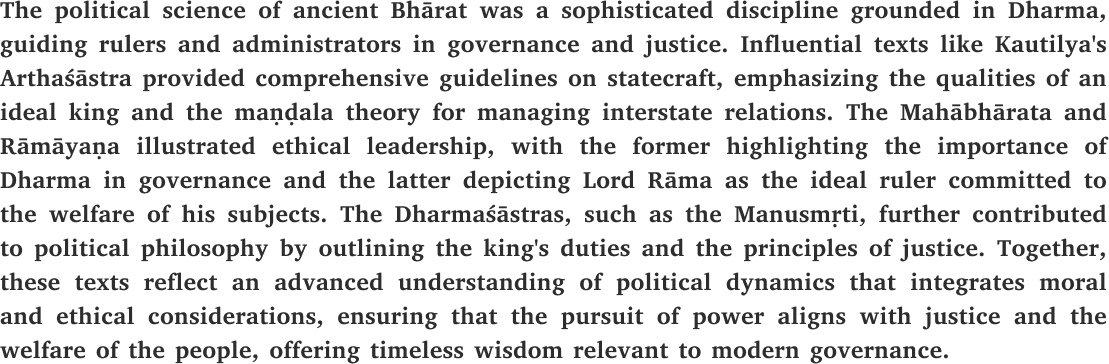 The political science of ancient Bhārat was a sophisticated discipline grounded in Dharma,
guiding rulers and administrators in governance and justice. Influential texts like Kautilya's
Arthaśāstra provided comprehensive guidelines on statecraft, emphasizing the qualities of an
ideal king and the maṇḍala theory for managing interstate relations. The Mahābhārata and
Rāmāyaṇa illustrated ethical leadership, with the former highlighting the importance of
Dharma in governance and the latter depicting Lord Rāma as the ideal ruler committed to
the welfare of his subjects. The Dharmaśāstras, such as the Manusmṛti, further contributed
to political philosophy by outlining the king's duties and the principles of justice. Together,
these texts reflect an advanced understanding of political dynamics that integrates moral
and ethical considerations, ensuring that the pursuit of power aligns with justice and the
welfare of the people, offering timeless wisdom relevant to modern governance.